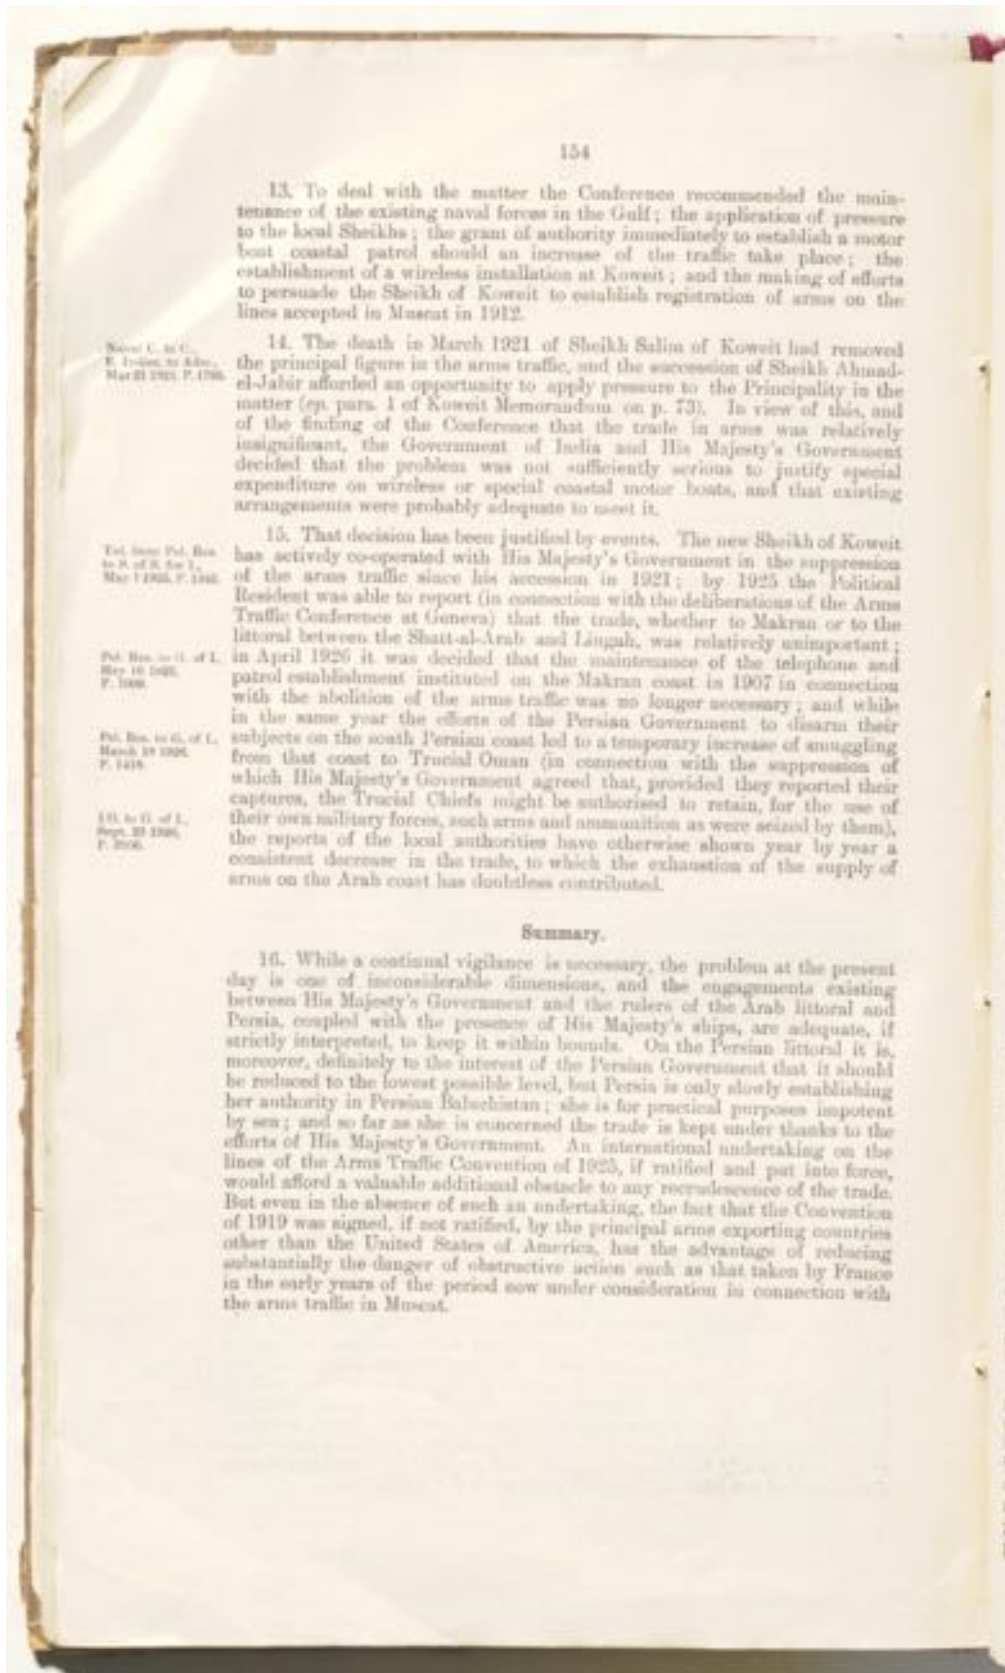 154
13. To deal with the matter the Conference recommended the main-
tenance of the existing naval forces in the Gulf; the application of pressure
to the local Sheikhs; the grant of authority immediately to establish a motor
boat coastal patrol should an increase of the traffic take place; the
establishment of a wireless installation at Koweit; and the making of efforts
to persuade the Sheikh of Koweit to establish registration of arms on the
lines accepted in Muscat in 1912.
Naval C. in C.,
E. Indies, to Adm.,
14. The death in March 1921 of Sheikh Salim of Koweit had removed
the principal figure in the arms traffic, and the succession of Sheikh Ahmad-
el-Jabir afforded an opportunity to apply pressure to the Principality in the
matter (cp. para. 1 of Koweit Memorandum on p. 73). In view of this, and
of the finding of the Conference that the trade in arms was relatively
insignificant, the Government of India and His Majesty's Government
decided that the problem was not sufficiently serious to justify special
expenditure on wireless or special coastal motor boats, and that existing
arrangements were probably adequate to meet it.
Tel. from Pol. Res.
to S. of S. for I.,
15. That decision has been justified by events. The new Sheikh of Koweit
has actively co-operated with His Majesty's Government in the suppression
of the arms traffic since his accession in 1921; by 1925 the Political
Resident was able to report (in connection with the deliberations of the Arms
Traffic Conference at Geneva) that the trade, whether to Makran or to the
littoral between the Shatt-al-Arab and Lingah, was relatively unimportant;
Pol. Res. to G. of I.,
in April 1926 it was decided that the maintenance of the telephone and
patrol establishment instituted on the Makran coast in 1907 in connection
with the abolition of the arms traffic was no longer necessary; and while
in the same year the efforts of the Persian Government to disarm their
Pol. Res. to G. of I.,
subjects on the south Persian coast led to a temporary increase of smuggling
from that coast to Trucial Oman (in connection with the suppression of
which His Majesty's Government agreed that, provided they reported their
captures, the Trucial Chiefs might be authorised to retain, for the use of
I.O. to G. of I.,
their own military forces, such arms and ammunition as were seized by them),
the reports of the local authorities have otherwise shown year by year a
consistent decrease in the trade, to which the exhaustion of the supply of
arms on the Arab coast has doubtless contributed.
Summary.
16. While a continual vigilance is necessary, the problem at the present
day is one of inconsiderable dimensions, and the engagements existing
between His Majesty's Government and the rulers of the Arab littoral and
Persia, coupled with the presence of His Majesty's ships, are adequate, if
strictly interpreted, to keep it within bounds. On the Persian littoral it is,
moreover, definitely to the interest of the Persian Government that it should
be reduced to the lowest possible level, but Persia is only slowly establishing
her authority in Persian Baluchistan; she is for practical purposes impotent
by sea; and so far as she is concerned the trade is kept under thanks to the
efforts of His Majesty's Government. An international undertaking on the
lines of the Arms Traffic Convention of 1925, if ratified and put into force,
would afford a valuable additional obstacle to any recrudescence of the trade.
But even in the absence of such an undertaking, the fact that the Convention
of 1919 was signed, if not ratified, by the principal arms exporting countries
other than the United States of America, has the advantage of reducing
substantially the danger of obstructive action such as that taken by France
in the early years of the period now under consideration in connection with
the arms traffic in Muscat.